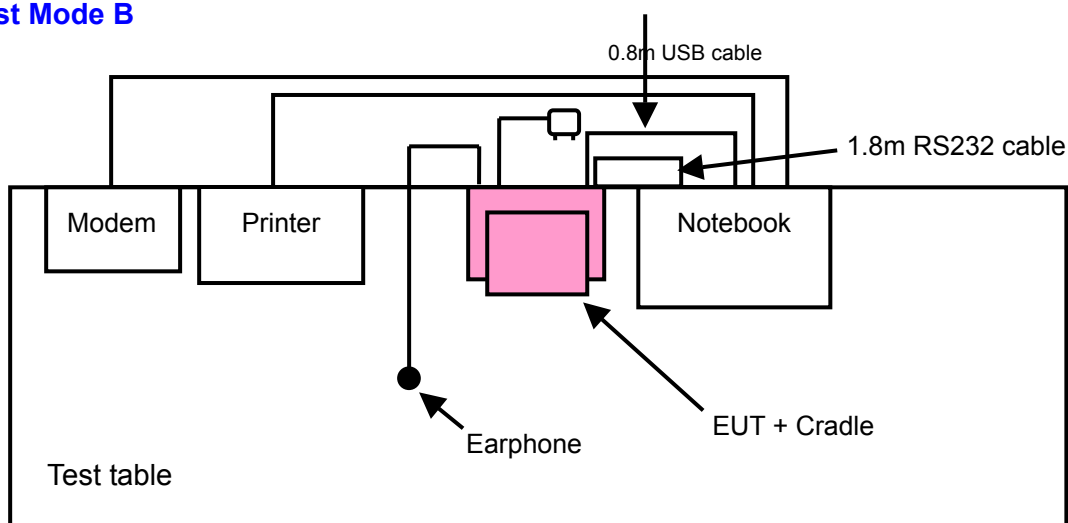 st Mode B
0.8m USB cable
1.8m RS232 cable
Modem
Printer
Notebook
EUT + Cradle
Earphone
Test table